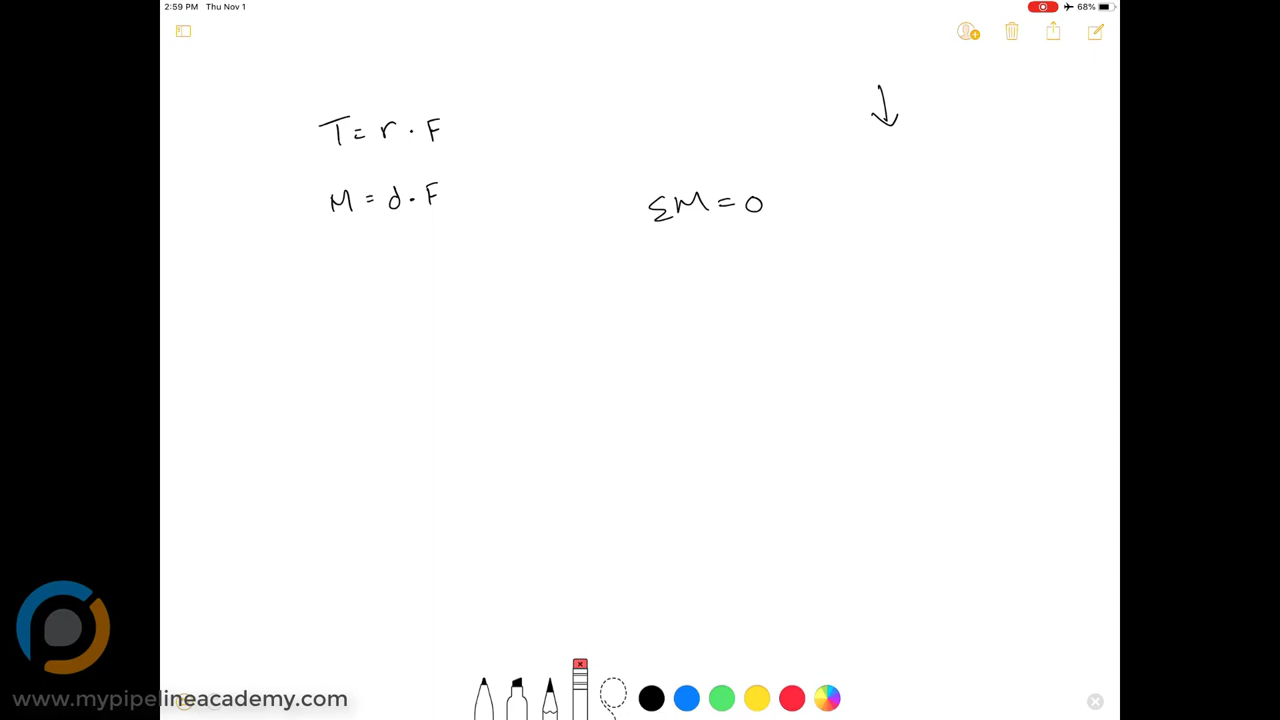 2:59 PM Thu Nov 1
68%
T = r · F
M = d · F
ΣM = 0
www.mypipelineacademy.com